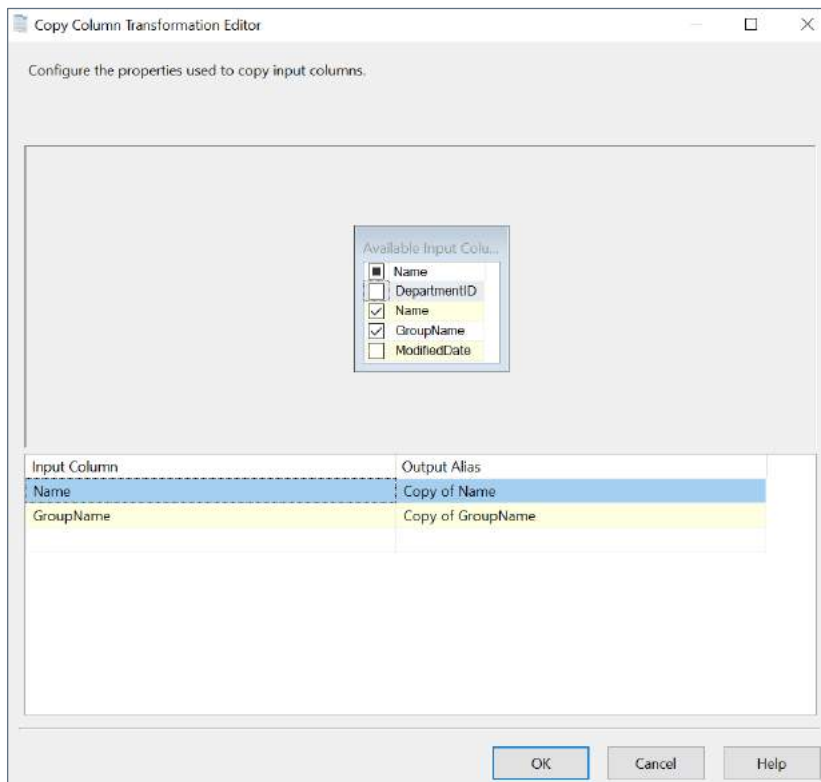 Copy Column Transformation Editor
Configure the properties used to copy input columns.
Available Input Colu...
Name
DepartmentID
Name
GroupName
ModifiedDate
Input Column Output Alias
Name Copy of Name
GroupName Copy of GroupName
OK Cancel Help